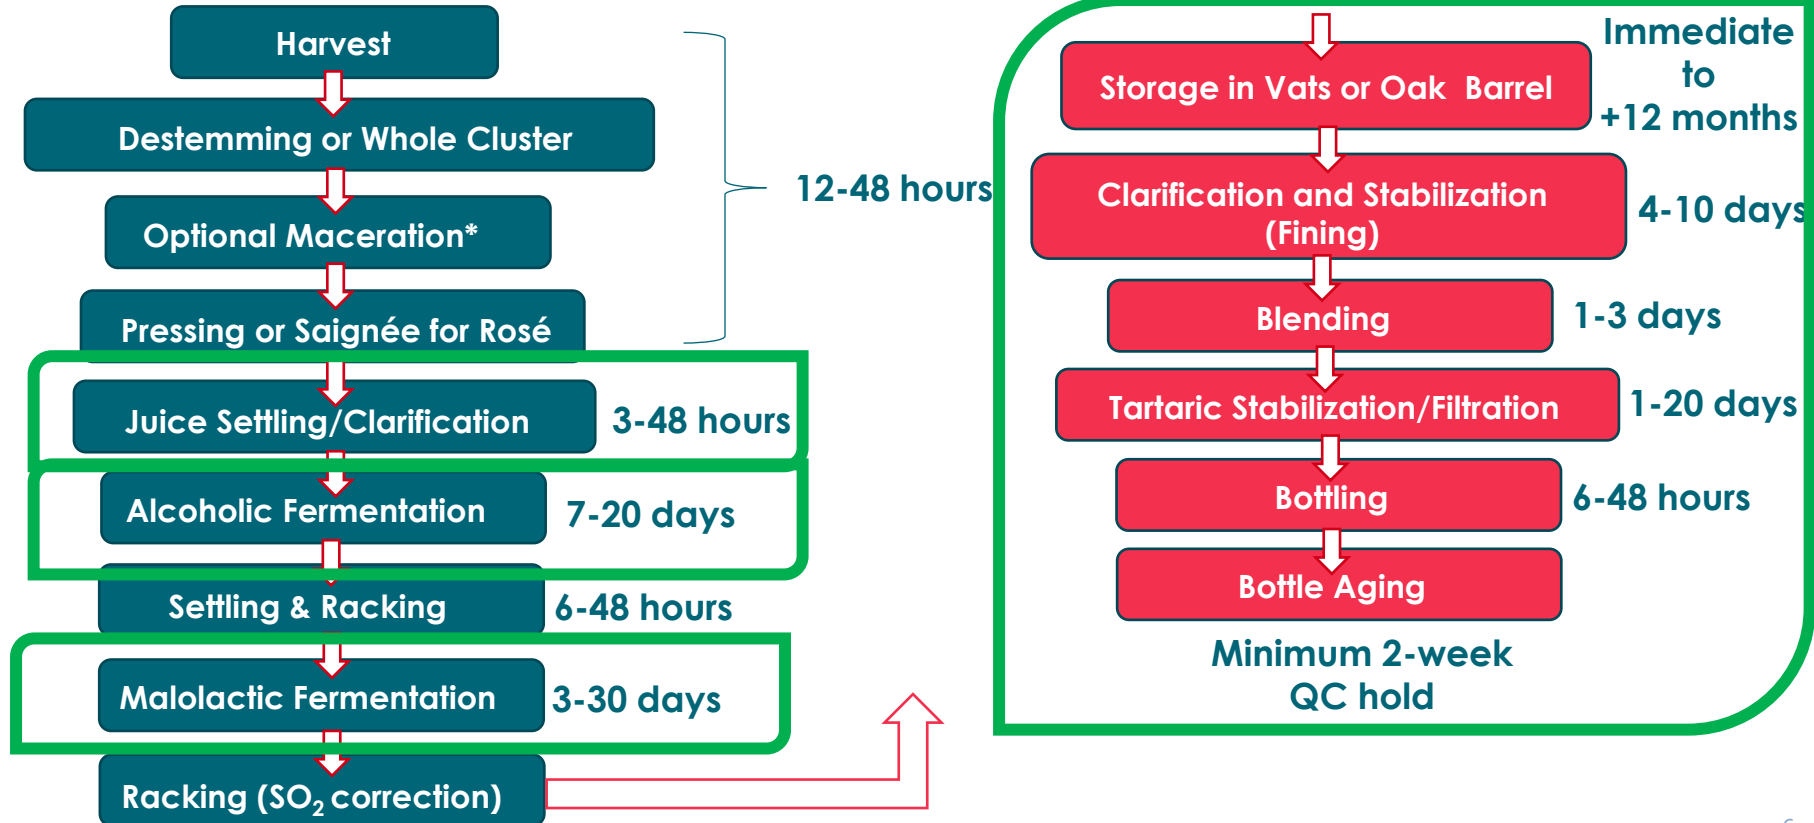 Harvest
Destemming or Whole Cluster
Optional Maceration*
Pressing or Saignée for Rosé
12-48 hours
Juice Settling/Clarification
3-48 hours
Alcoholic Fermentation
7-20 days
Settling & Racking
6-48 hours
Malolactic Fermentation
3-30 days
Racking (SO₂ correction)
Storage in Vats or Oak Barrel
Immediate
to
+12 months
Clarification and Stabilization
(Fining)
4-10 days
Blending
1-3 days
Tartaric Stabilization/Filtration
1-20 days
Bottling
6-48 hours
Bottle Aging
Minimum 2-week
QC hold